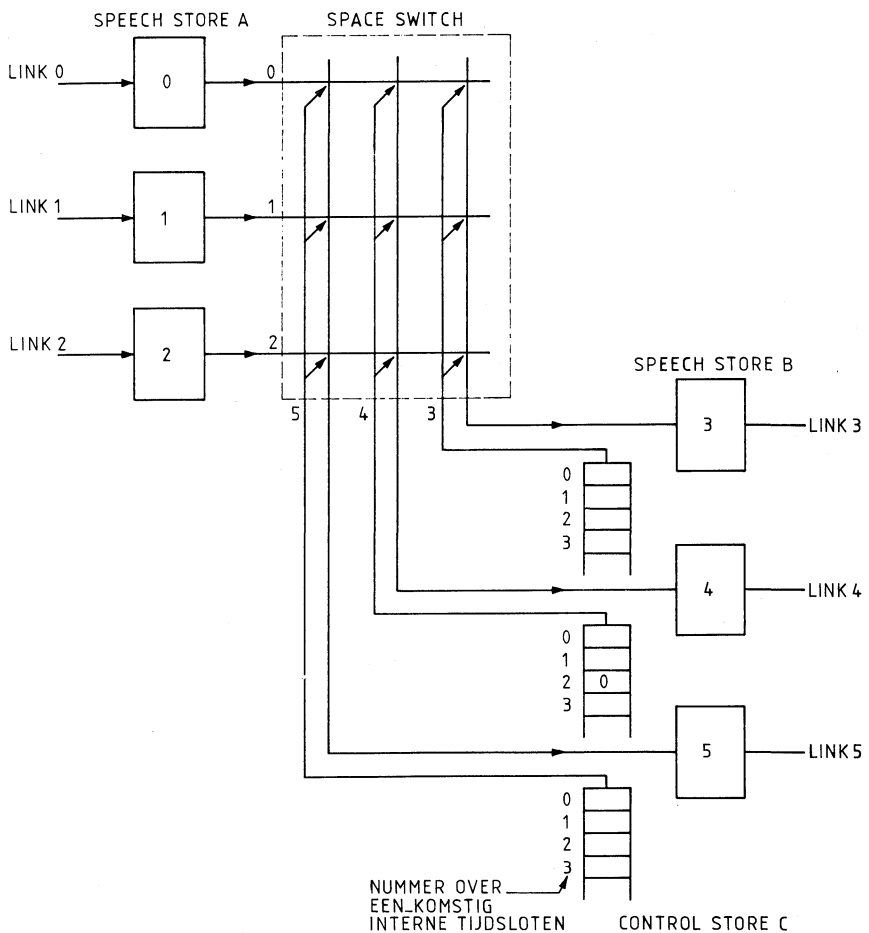 SPEECH STORE A
SPACE SWITCH
LINK 0
0
0
LINK 1
1
1
LINK 2
2
2
5
4
3
SPEECH STORE B
3
LINK 3
0
1
2
3
4
LINK 4
0
1
2
0
3
5
LINK 5
0
1
2
3
NUMMER OVER
EEN_KOMSTIG
INTERNE TIJDSLOTEN
CONTROL STORE C